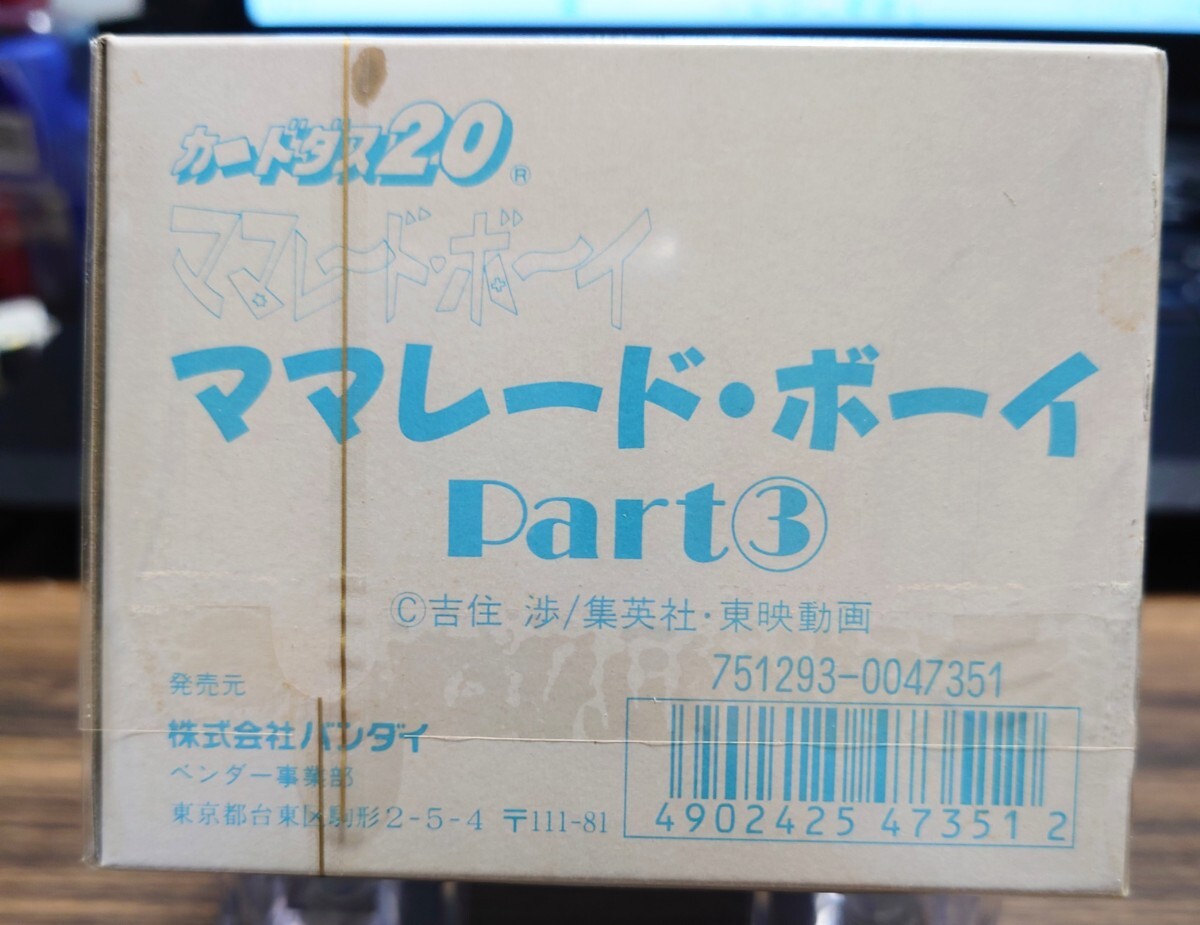 カードダス20®
ママレード・ボーイ
ママレード・ボーイ
Part③
©吉住 渉/集英社・東映動画
751293-0047351
発売元
株式会社バンダイ
ベンダー事業部
東京都台東区駒形2-5-4 〒111-81
4902425 473512